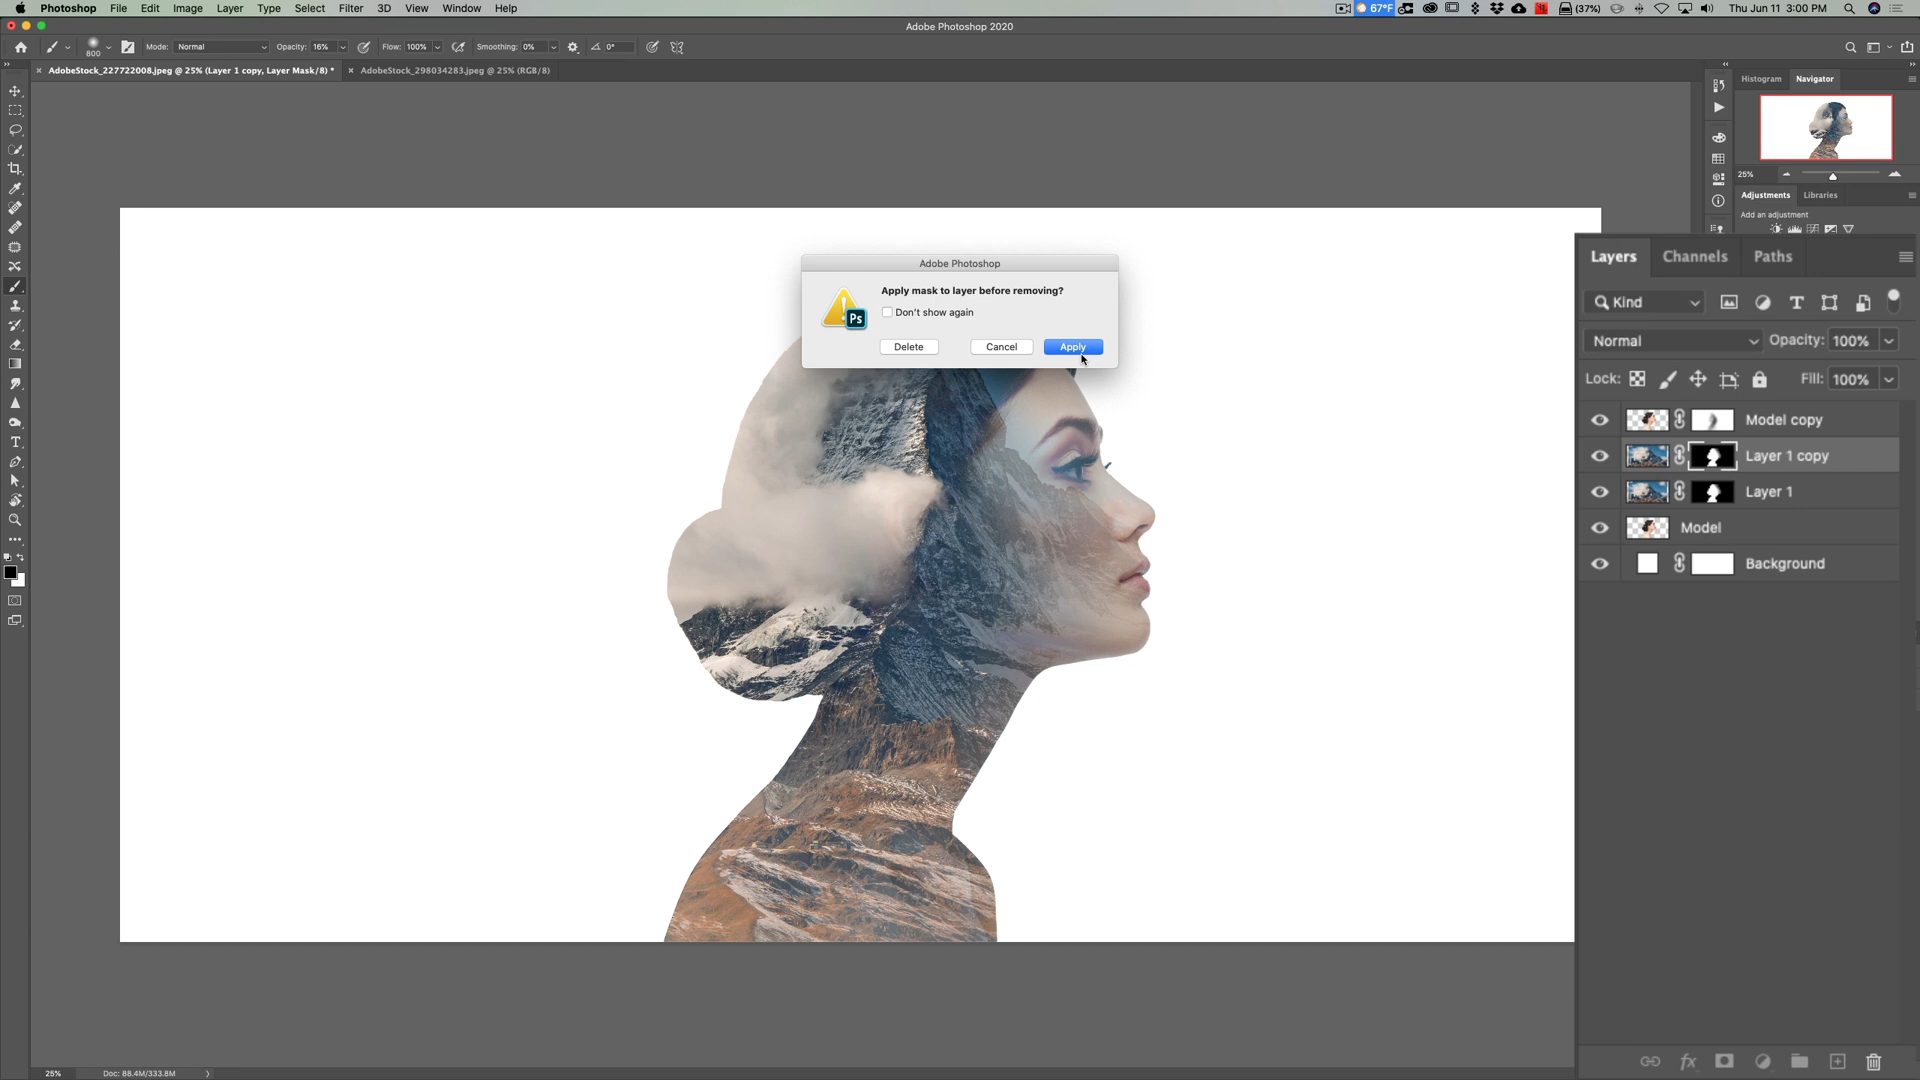 Photoshop File Edit Image Layer Type Select Filter 3D View Window Help 67°F (37%) Thu Jun 11 3:00 PM
Adobe Photoshop 2020
800 Mode: Normal Opacity: 16% Flow: 100% Smoothing: 0% 0°
× AdobeStock_227722008.jpeg @ 25% (Layer 1 copy, Layer Mask/8) * × AdobeStock_298034283.jpeg @ 25% (RGB/8)
Histogram Navigator
25%
Adjustments Libraries
Add an adjustment
Adobe Photoshop
Apply mask to layer before removing?
Don't show again
Ps
Delete Cancel Apply
Layers Channels Paths
Kind
Normal Opacity: 100%
Lock: Fill: 100%
Model copy
Layer 1 copy
Layer 1
Model
Background
fx
25% Doc: 88.4M/333.8M